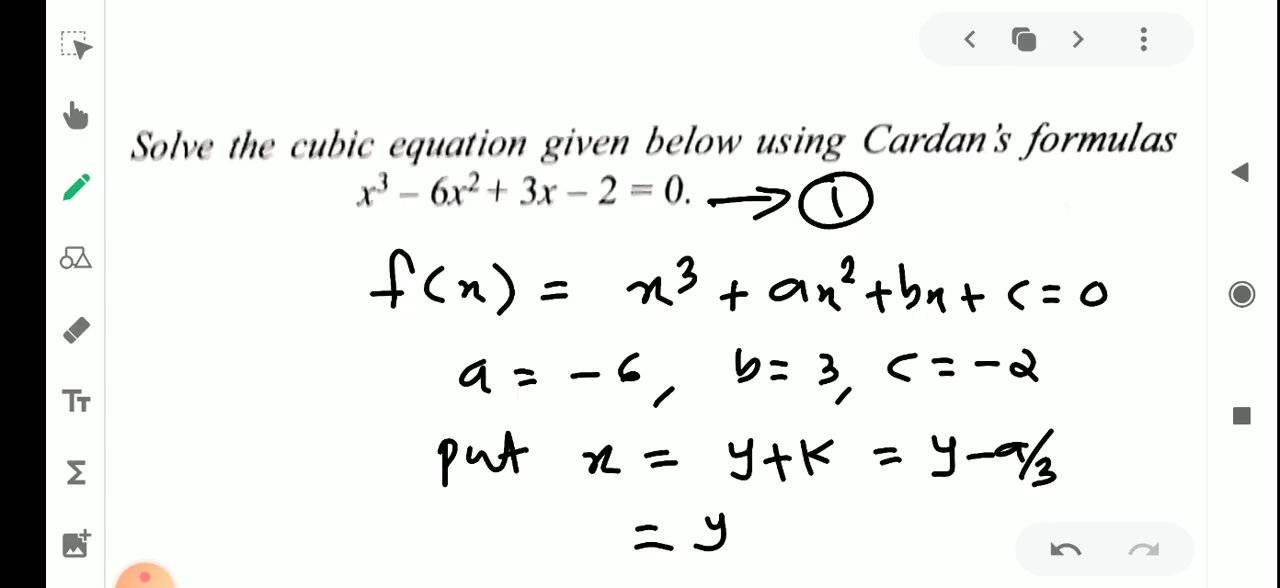 Solve the cubic equation given below using Cardan's formulas
x³ – 6x² + 3x – 2 = 0. → ①
f(x) = x³ + ax² + bx + c = 0
a = -6, b = 3, c = -2
put x = y + k = y - a/3
= y
Tт
Σ